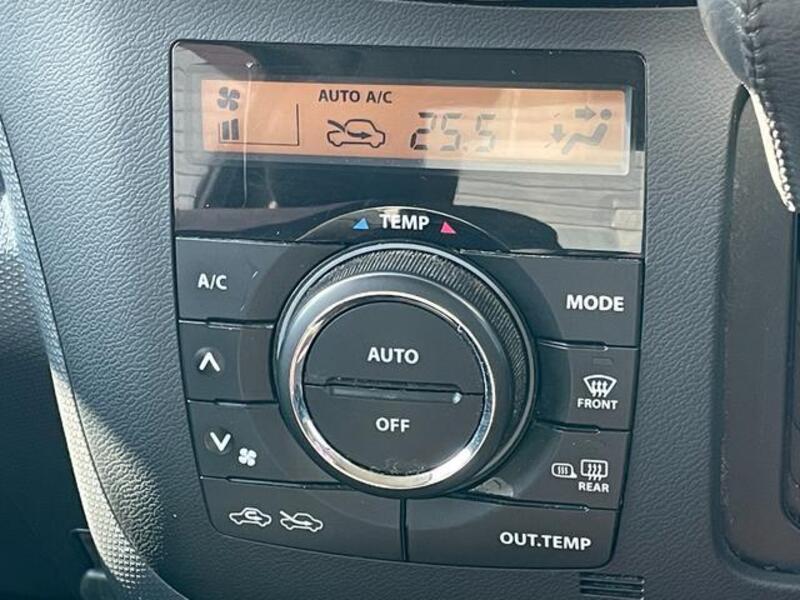 AUTO A/C
25.5
TEMP
A/C
MODE
AUTO
FRONT
OFF
REAR
OUT.TEMP